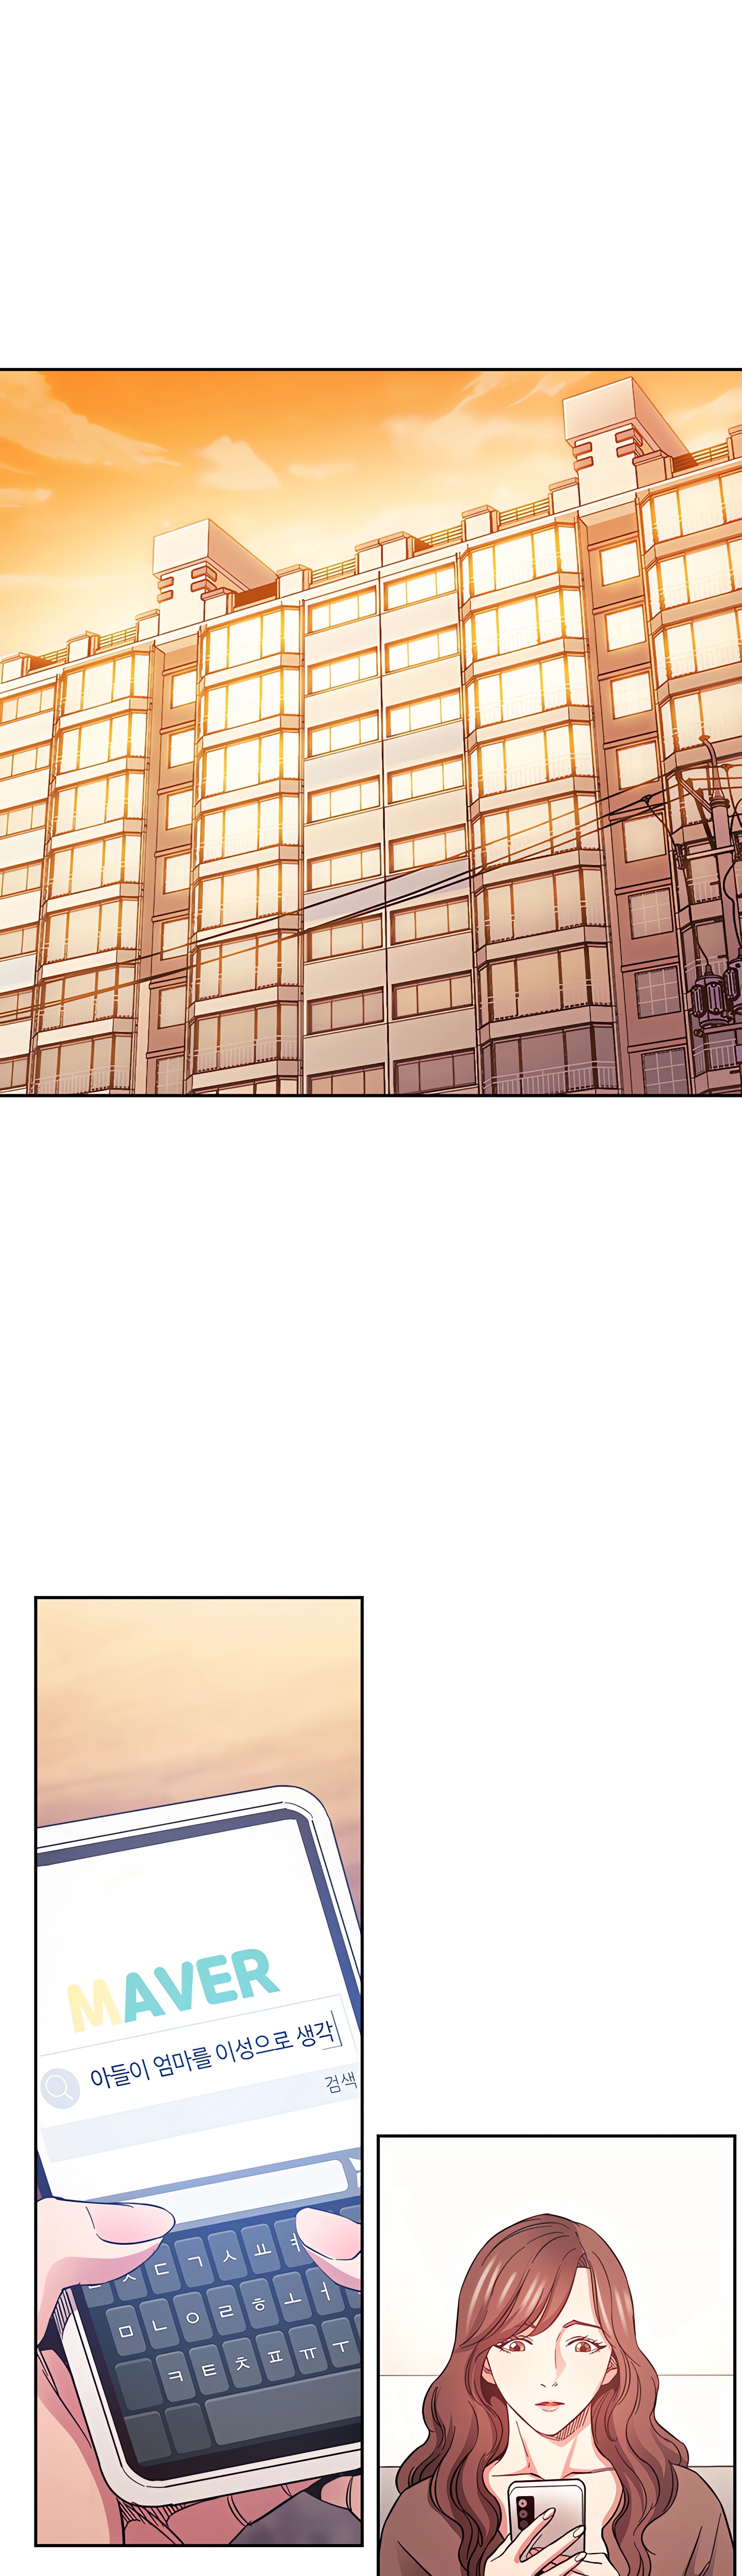 MAVER
아들이 엄마를 이성으로 생각
검색
ㅈ ㄷ ㄱ ㅅ ㅛ ㅕ
ㅁ ㄴ ㅇ ㄹ ㅎ ㅗ ㅓ
ㅋ ㅌ ㅊ ㅍ ㅠ ㅜ